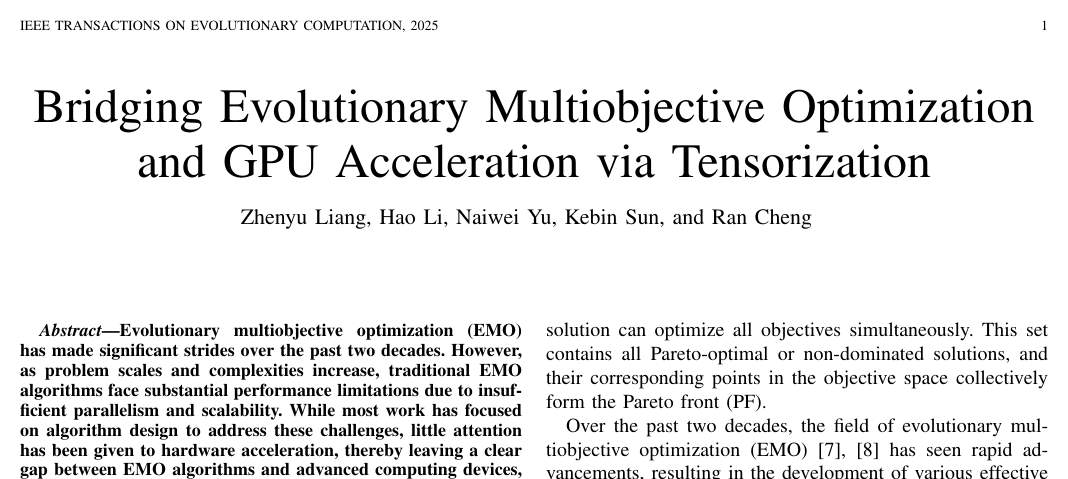 IEEE TRANSACTIONS ON EVOLUTIONARY COMPUTATION, 2025
1
Bridging Evolutionary Multiobjective Optimization
and GPU Acceleration via Tensorization
Zhenyu Liang, Hao Li, Naiwei Yu, Kebin Sun, and Ran Cheng
Abstract—Evolutionary multiobjective optimization (EMO)
has made significant strides over the past two decades. However,
as problem scales and complexities increase, traditional EMO
algorithms face substantial performance limitations due to insuf-
ficient parallelism and scalability. While most work has focused
on algorithm design to address these challenges, little attention
has been given to hardware acceleration, thereby leaving a clear
gap between EMO algorithms and advanced computing devices,
solution can optimize all objectives simultaneously. This set
contains all Pareto-optimal or non-dominated solutions, and
their corresponding points in the objective space collectively
form the Pareto front (PF).
Over the past two decades, the field of evolutionary mul-
tiobjective optimization (EMO) [7], [8] has seen rapid ad-
vancements, resulting in the development of various effective